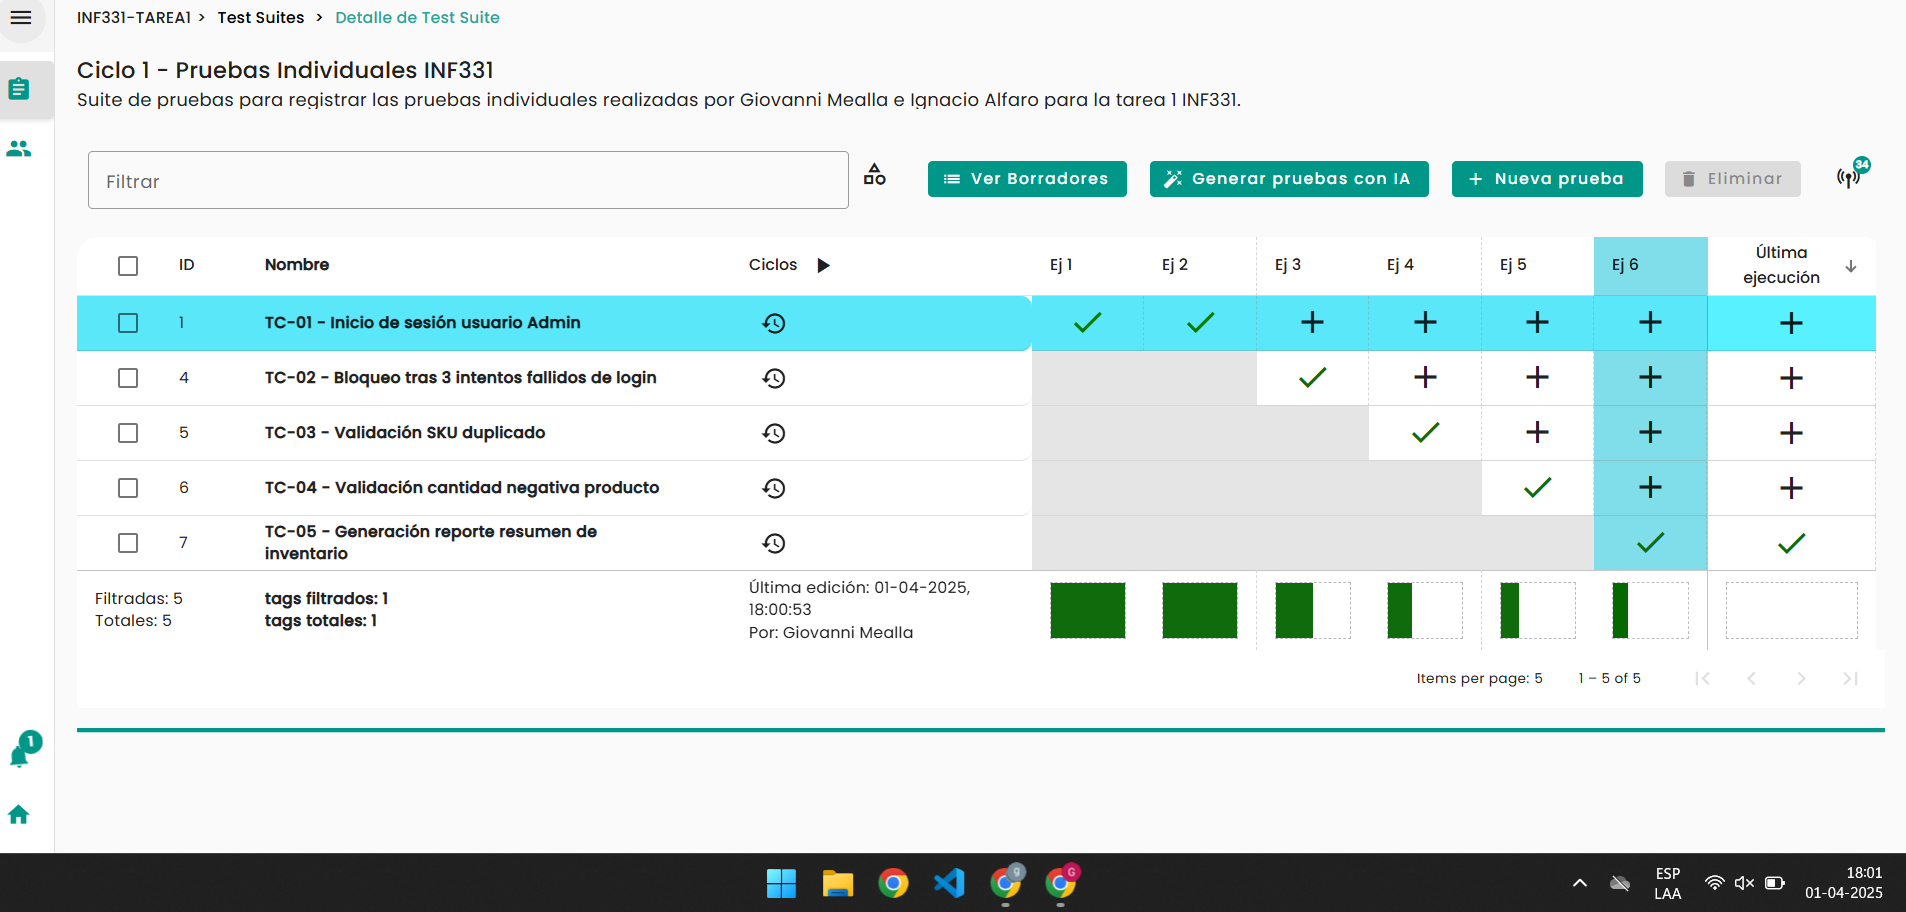 INF331-TAREA1 > Test Suites > Detalle de Test Suite
Ciclo 1 - Pruebas Individuales INF331
Suite de pruebas para registrar las pruebas individuales realizadas por Giovanni Mealla e Ignacio Alfaro para la tarea 1 INF331.
Filtrar
Ver Borradores
Generar pruebas con IA
+ Nueva prueba
Eliminar
34
ID Nombre Ciclos Ej 1 Ej 2 Ej 3 Ej 4 Ej 5 Ej 6 Última
ejecución
1 TC-01 - Inicio de sesión usuario Admin
4 TC-02 - Bloqueo tras 3 intentos fallidos de login
5 TC-03 - Validación SKU duplicado
6 TC-04 - Validación cantidad negativa producto
7 TC-05 - Generación reporte resumen de
inventario
Filtradas: 5
Totales: 5
tags filtrados: 1
tags totales: 1
Última edición: 01-04-2025,
18:00:53
Por: Giovanni Mealla
Items per page: 5 1 – 5 of 5
1
g
G
ESP
LAA
18:01
01-04-2025